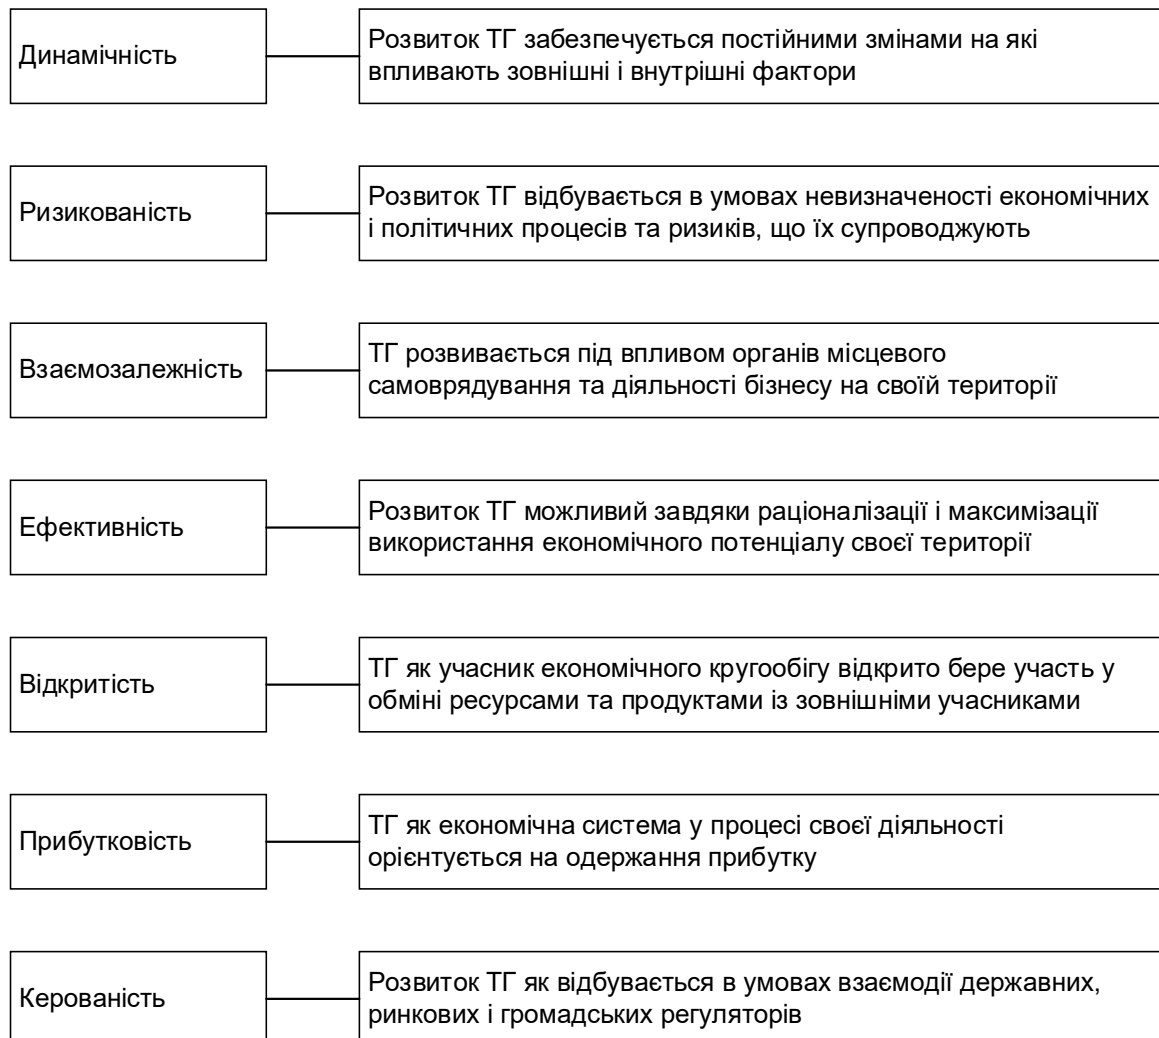 Динамічність
Розвиток ТГ забезпечується постійними змінами на які
впливають зовнішні і внутрішні фактори
Ризикованість
Розвиток ТГ відбувається в умовах невизначеності економічних
і політичних процесів та ризиків, що їх супроводжують
Взаємозалежність
ТГ розвивається під впливом органів місцевого
самоврядування та діяльності бізнесу на своїй території
Ефективність
Розвиток ТГ можливий завдяки раціоналізації і максимізації
використання економічного потенціалу своєї території
Відкритість
ТГ як учасник економічного кругообігу відкрито бере участь у
обміні ресурсами та продуктами із зовнішніми учасниками
Прибутковість
ТГ як економічна система у процесі своєї діяльності
орієнтується на одержання прибутку
Керованість
Розвиток ТГ як відбувається в умовах взаємодії державних,
ринкових і громадських регуляторів